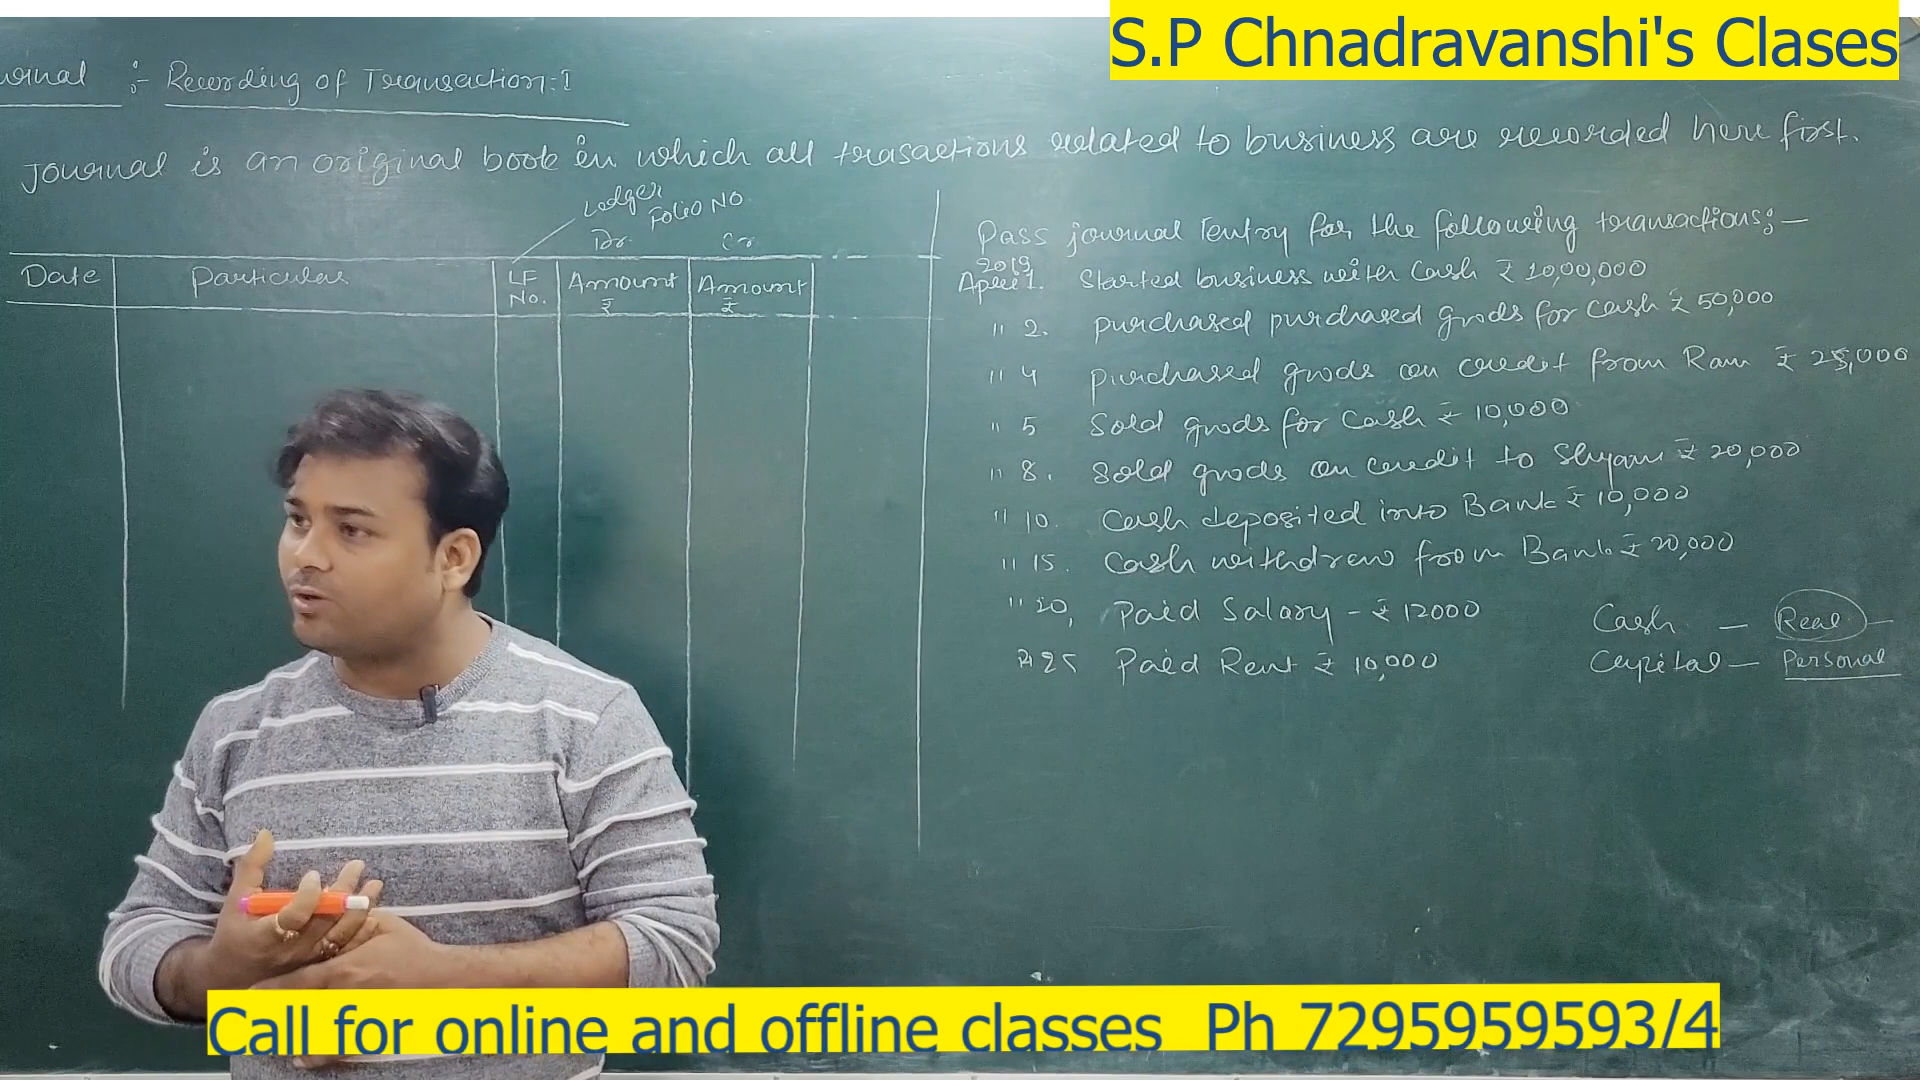 S.P Chnadravanshi's Clases
urnal :- Recording of Transaction:I
Journal is an original book in which all trasactions related to business are recorded here first.
Ledger
Folio No
Dr. Cr
Date Particular LF No. Amount ₹ Amount ₹
Pass journal Entry for the following transactions:—
2019
April 1. Started business with Cash ₹ 10,00,000
" 2. purchased purchased goods for Cash ₹ 50,000
" 4 purchased goods on credit from Ram ₹ 25,000
" 5 Sold goods for Cash ₹ 10,000
" 8. Sold goods on credit to Shyam ₹ 20,000
" 10. Cash deposited into Bank ₹ 10,000
" 15. Cash withdrew from Bank ₹ 20,000
" 20, Paid Salary - ₹ 12000
" 25 Paid Rent ₹ 10,000
Cash — Real —
Capital — Personal
Call for online and offline classes Ph 7295959593/4